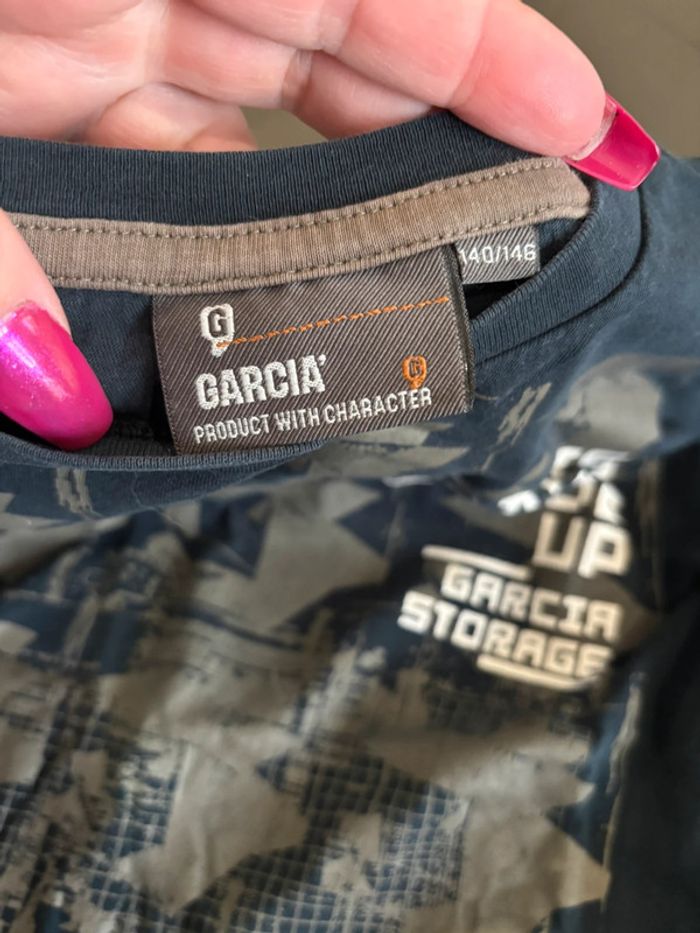 140/146
G
GARCIA'
G
PRODUCT WITH CHARACTER
UP
GARCIA
STORAGE